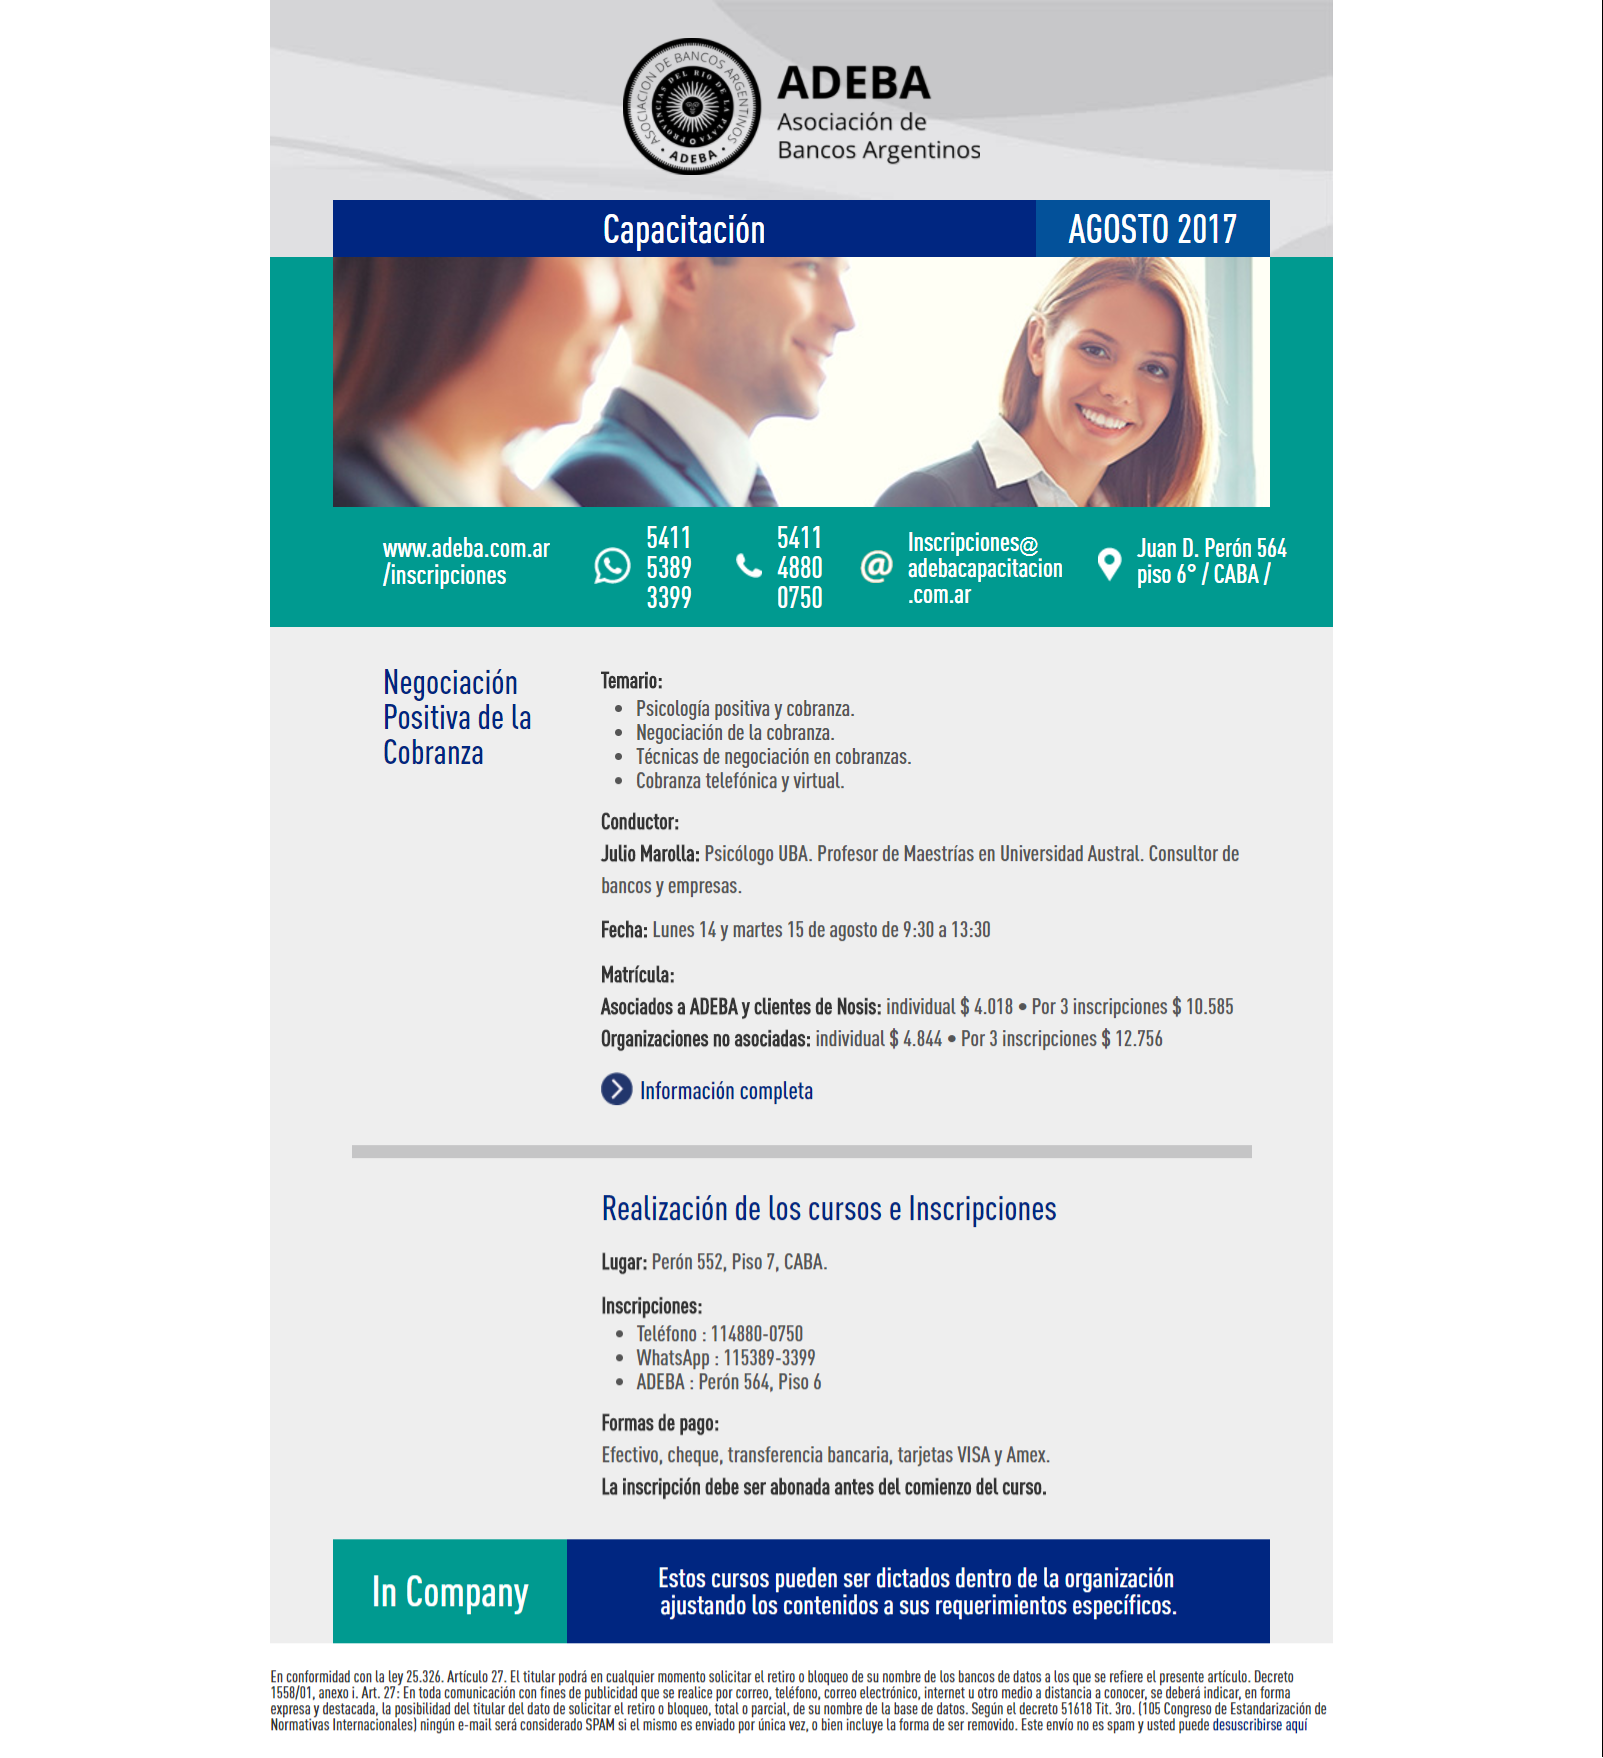 ASOCIACION DE BANCOS ARGENTINOS
PROVINCIAS DEL RIO DE LA PLATA
• ADEBA •
ADEBA
Asociación de
Bancos Argentinos
Capacitación
AGOSTO 2017
www.adeba.com.ar
/inscripciones
5411
5389
3399
5411
4880
0750
@
Inscripciones@
adebacapacitacion
.com.ar
Juan D. Perón 564
piso 6° / CABA /
Negociación
Positiva de la
Cobranza
Temario:
• Psicología positiva y cobranza.
• Negociación de la cobranza.
• Técnicas de negociación en cobranzas.
• Cobranza telefónica y virtual.
Conductor:
Julio Marolla: Psicólogo UBA. Profesor de Maestrías en Universidad Austral. Consultor de
bancos y empresas.
Fecha: Lunes 14 y martes 15 de agosto de 9:30 a 13:30
Matrícula:
Asociados a ADEBA y clientes de Nosis: individual $ 4.018 • Por 3 inscripciones $ 10.585
Organizaciones no asociadas: individual $ 4.844 • Por 3 inscripciones $ 12.756
Información completa
Realización de los cursos e Inscripciones
Lugar: Perón 552, Piso 7, CABA.
Inscripciones:
• Teléfono : 114880-0750
• WhatsApp : 115389-3399
• ADEBA : Perón 564, Piso 6
Formas de pago:
Efectivo, cheque, transferencia bancaria, tarjetas VISA y Amex.
La inscripción debe ser abonada antes del comienzo del curso.
In Company
Estos cursos pueden ser dictados dentro de la organización
ajustando los contenidos a sus requerimientos específicos.
En conformidad con la ley 25.326. Artículo 27. El titular podrá en cualquier momento solicitar el retiro o bloqueo de su nombre de los bancos de datos a los que se refiere el presente artículo. Decreto
1558/01, anexo i. Art. 27: En toda comunicación con fines de publicidad que se realice por correo, teléfono, correo electrónico, internet u otro medio a distancia a conocer, se deberá indicar, en forma
expresa y destacada, la posibilidad del titular del dato de solicitar el retiro o bloqueo, total o parcial, de su nombre de la base de datos. Según el decreto 51618 Tit. 3ro. (105 Congreso de Estandarización de
Normativas Internacionales) ningún e-mail será considerado SPAM si el mismo es enviado por única vez, o bien incluye la forma de ser removido. Este envío no es spam y usted puede desuscribirse aquí